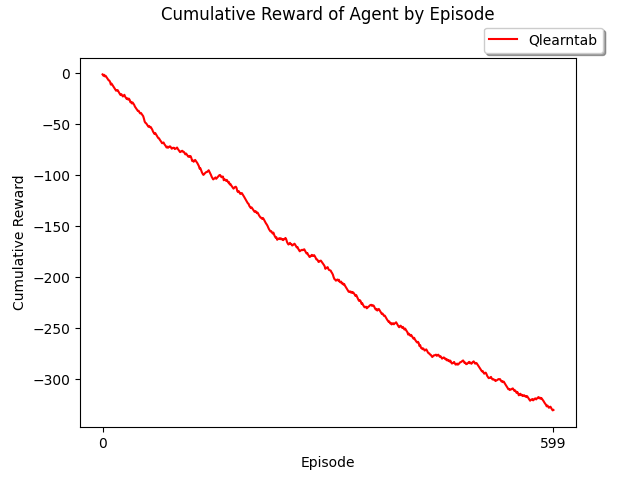 Cumulative Reward of Agent by Episode
Qlearntab
0
−50
−100
−150
−200
−250
−300
Cumulative Reward
0
599
Episode